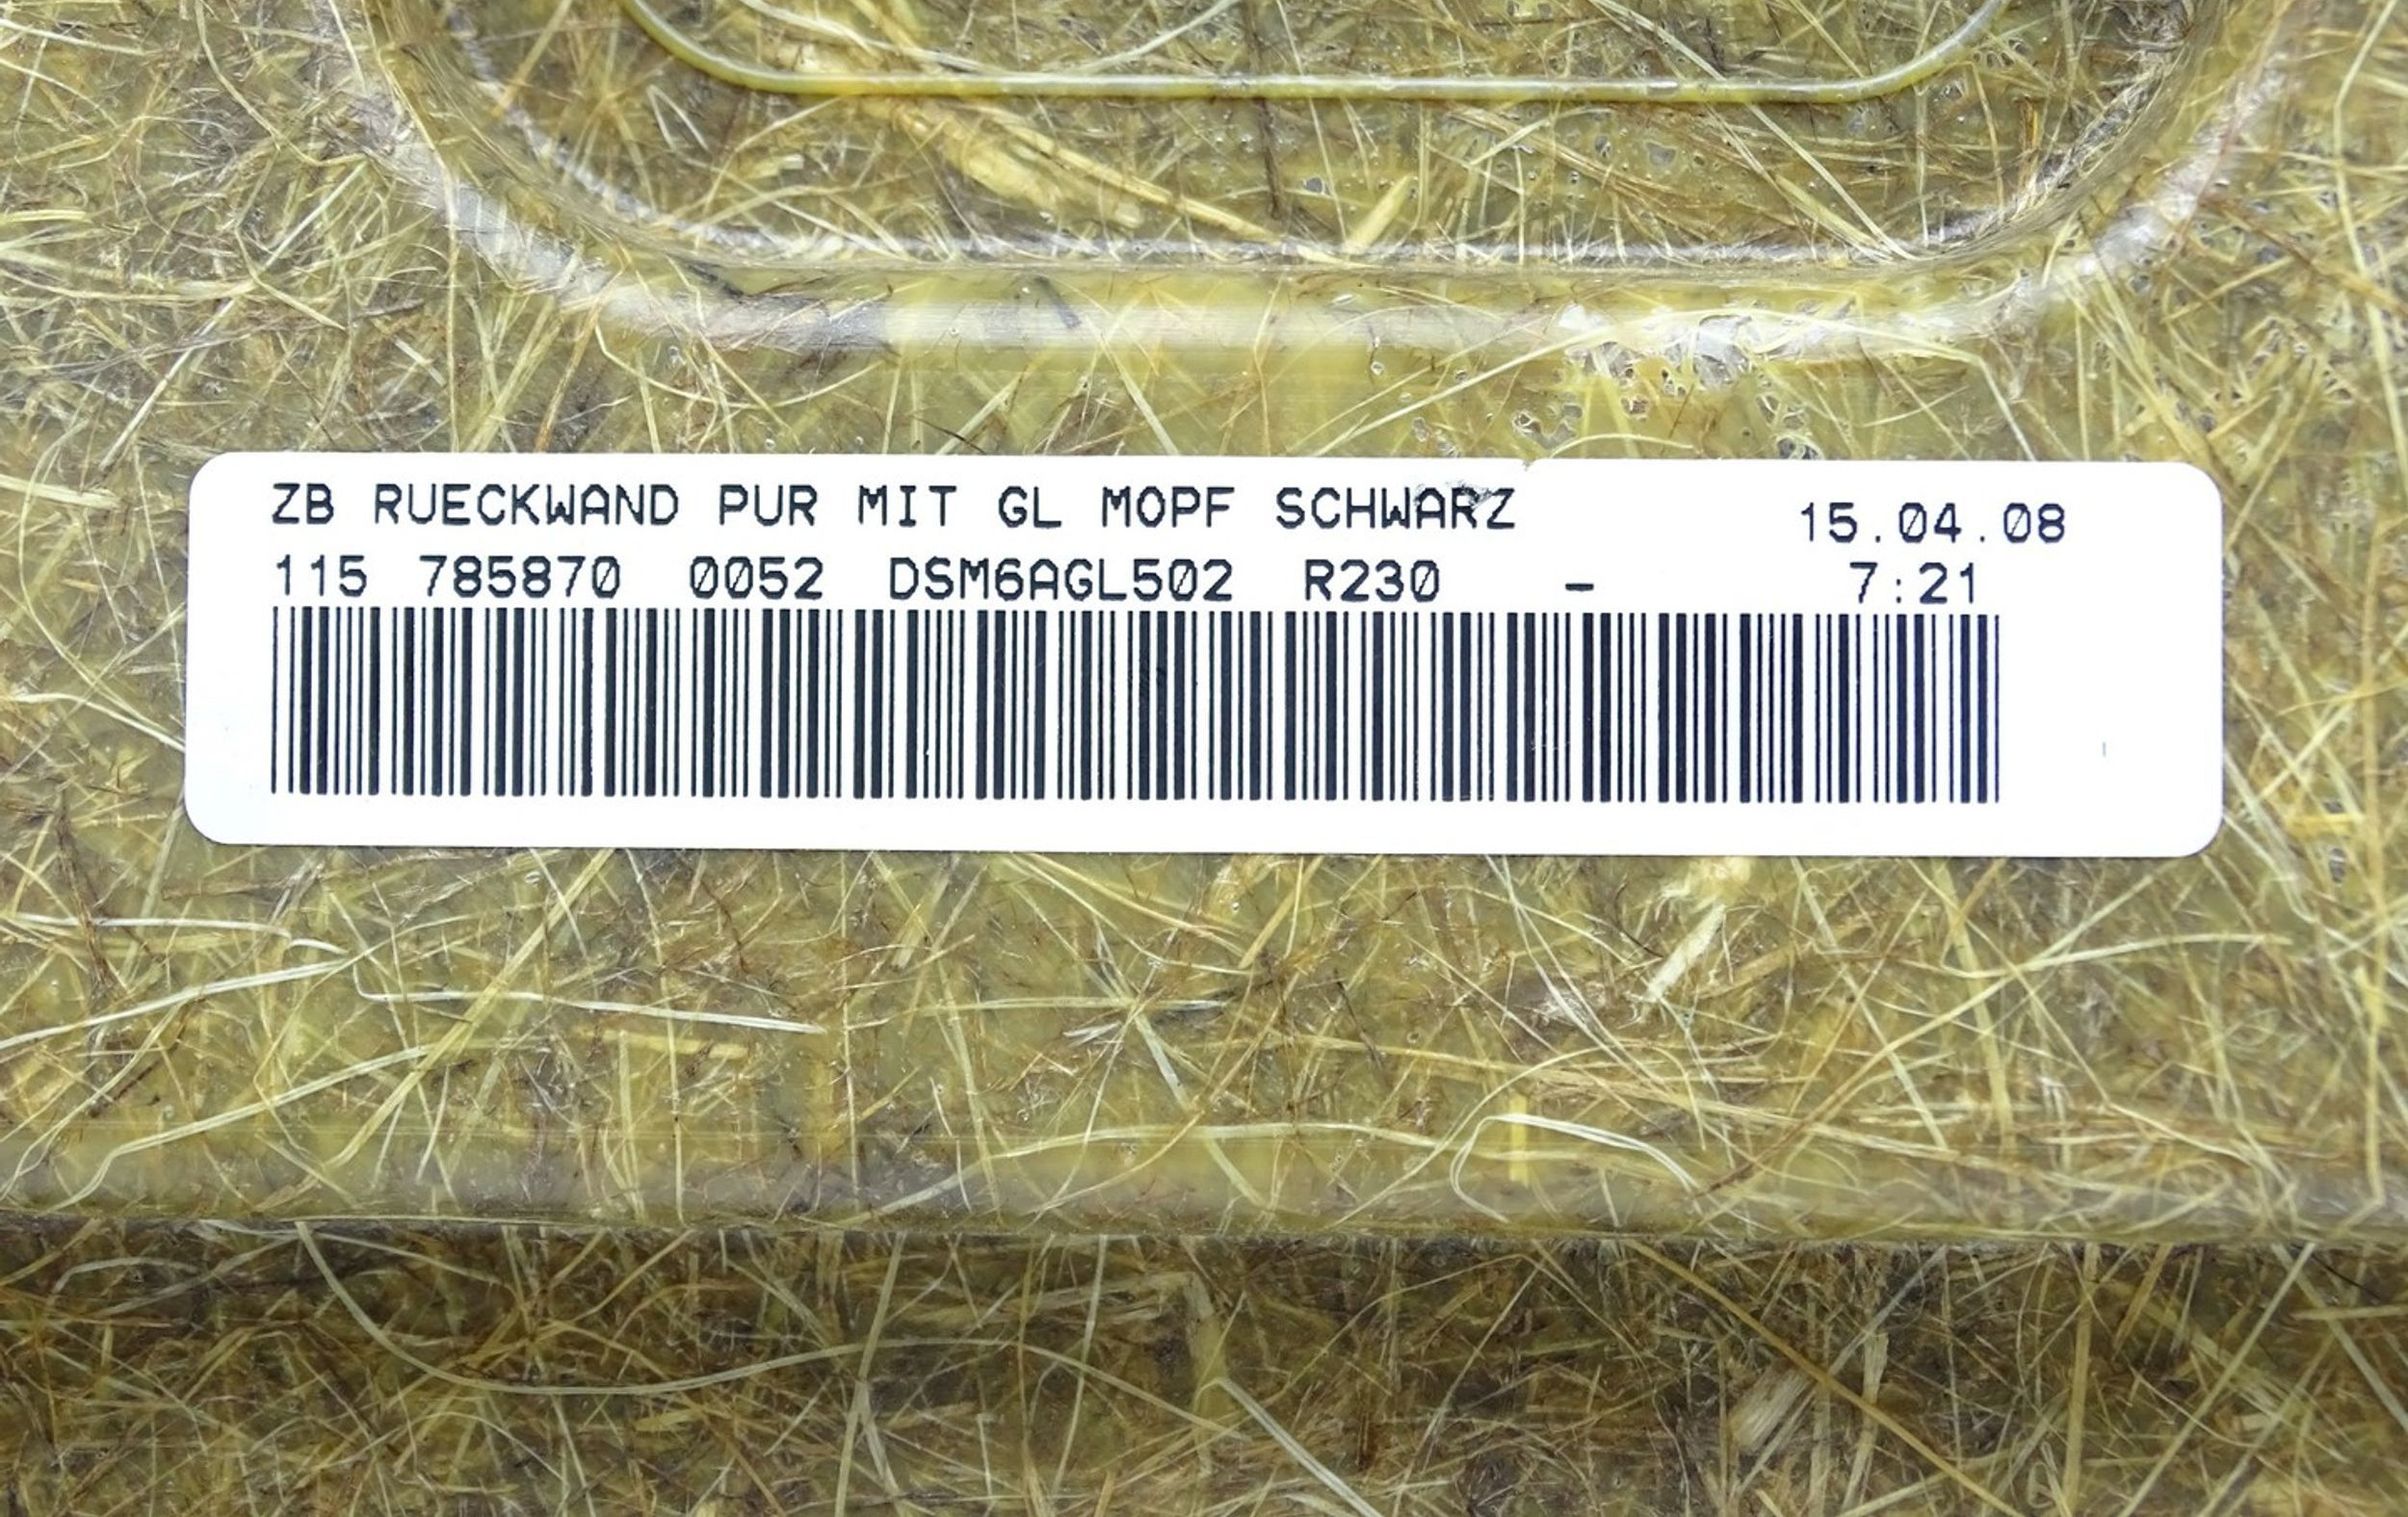 ZB RUECKWAND PUR MIT GL MOPF SCHWARZ 15.04.08
115 785870 0052 DSM6AGL502 R230 - 7:21